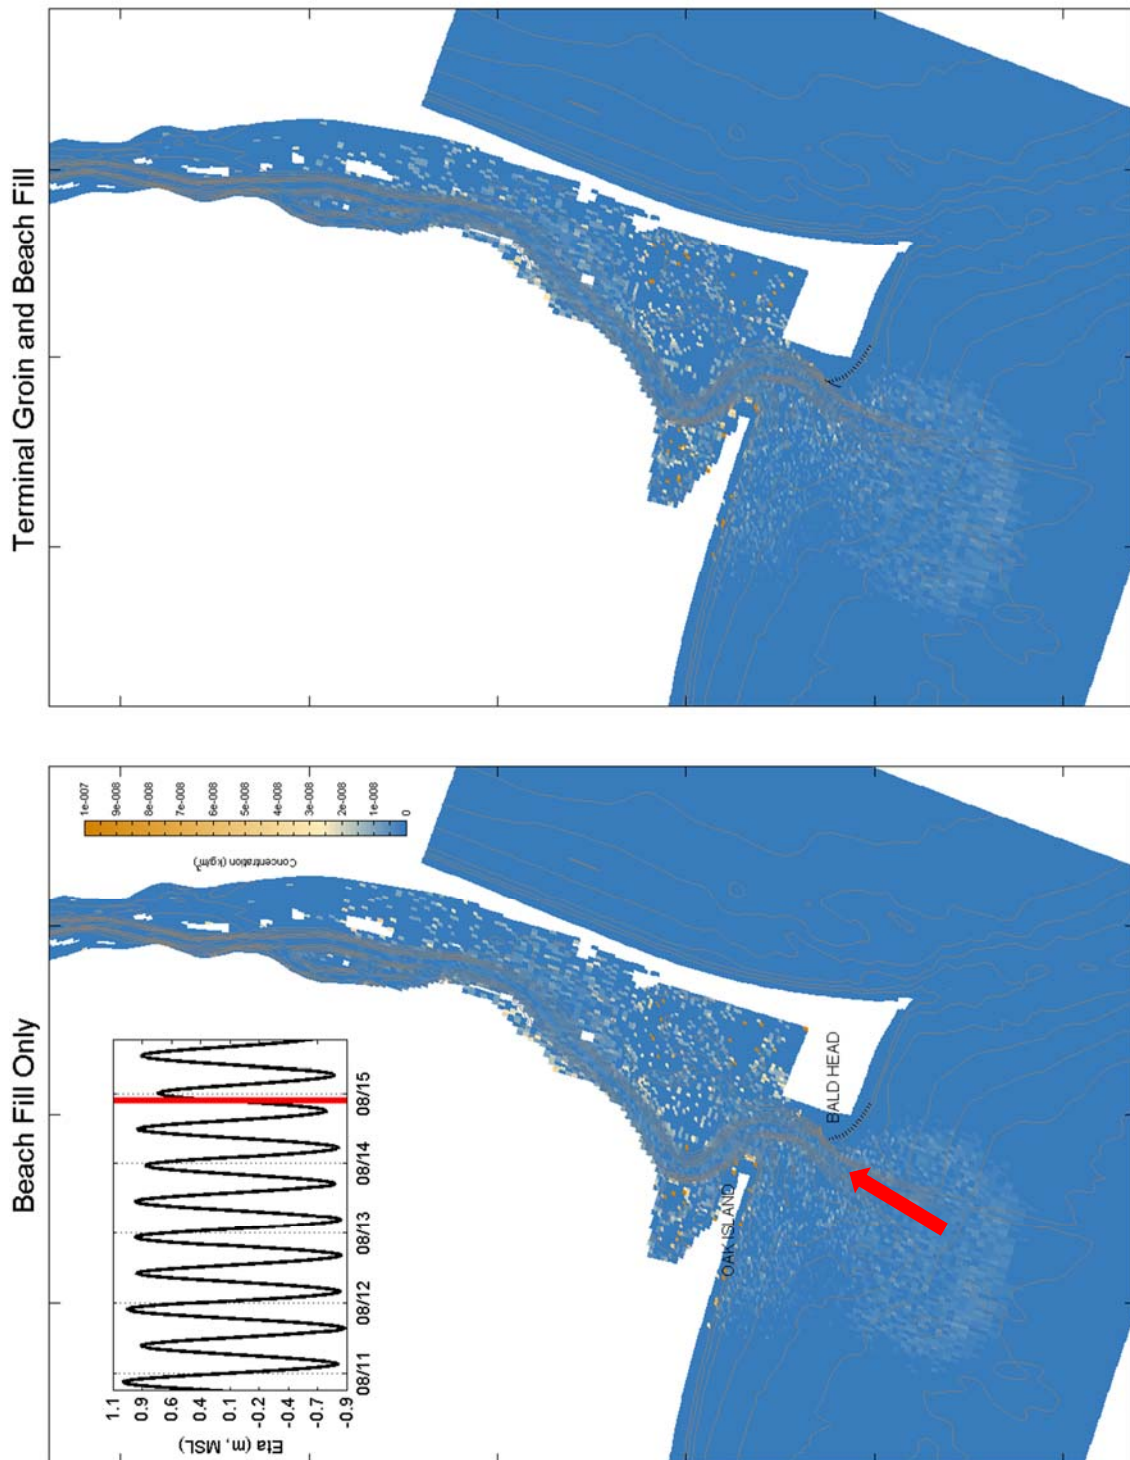 Beach Fill Only
Terminal Groin and Beach Fill
Eta (m, MSL)
1.1
0.9
0.6
0.4
0.1
-0.2
-0.4
-0.7
-0.9
08/11
08/12
08/13
08/14
08/15
Concentration (kg/m³)
1e-007
9e-008
8e-008
7e-008
6e-008
5e-008
4e-008
3e-008
2e-008
1e-008
0
OAK ISLAND
BALD HEAD